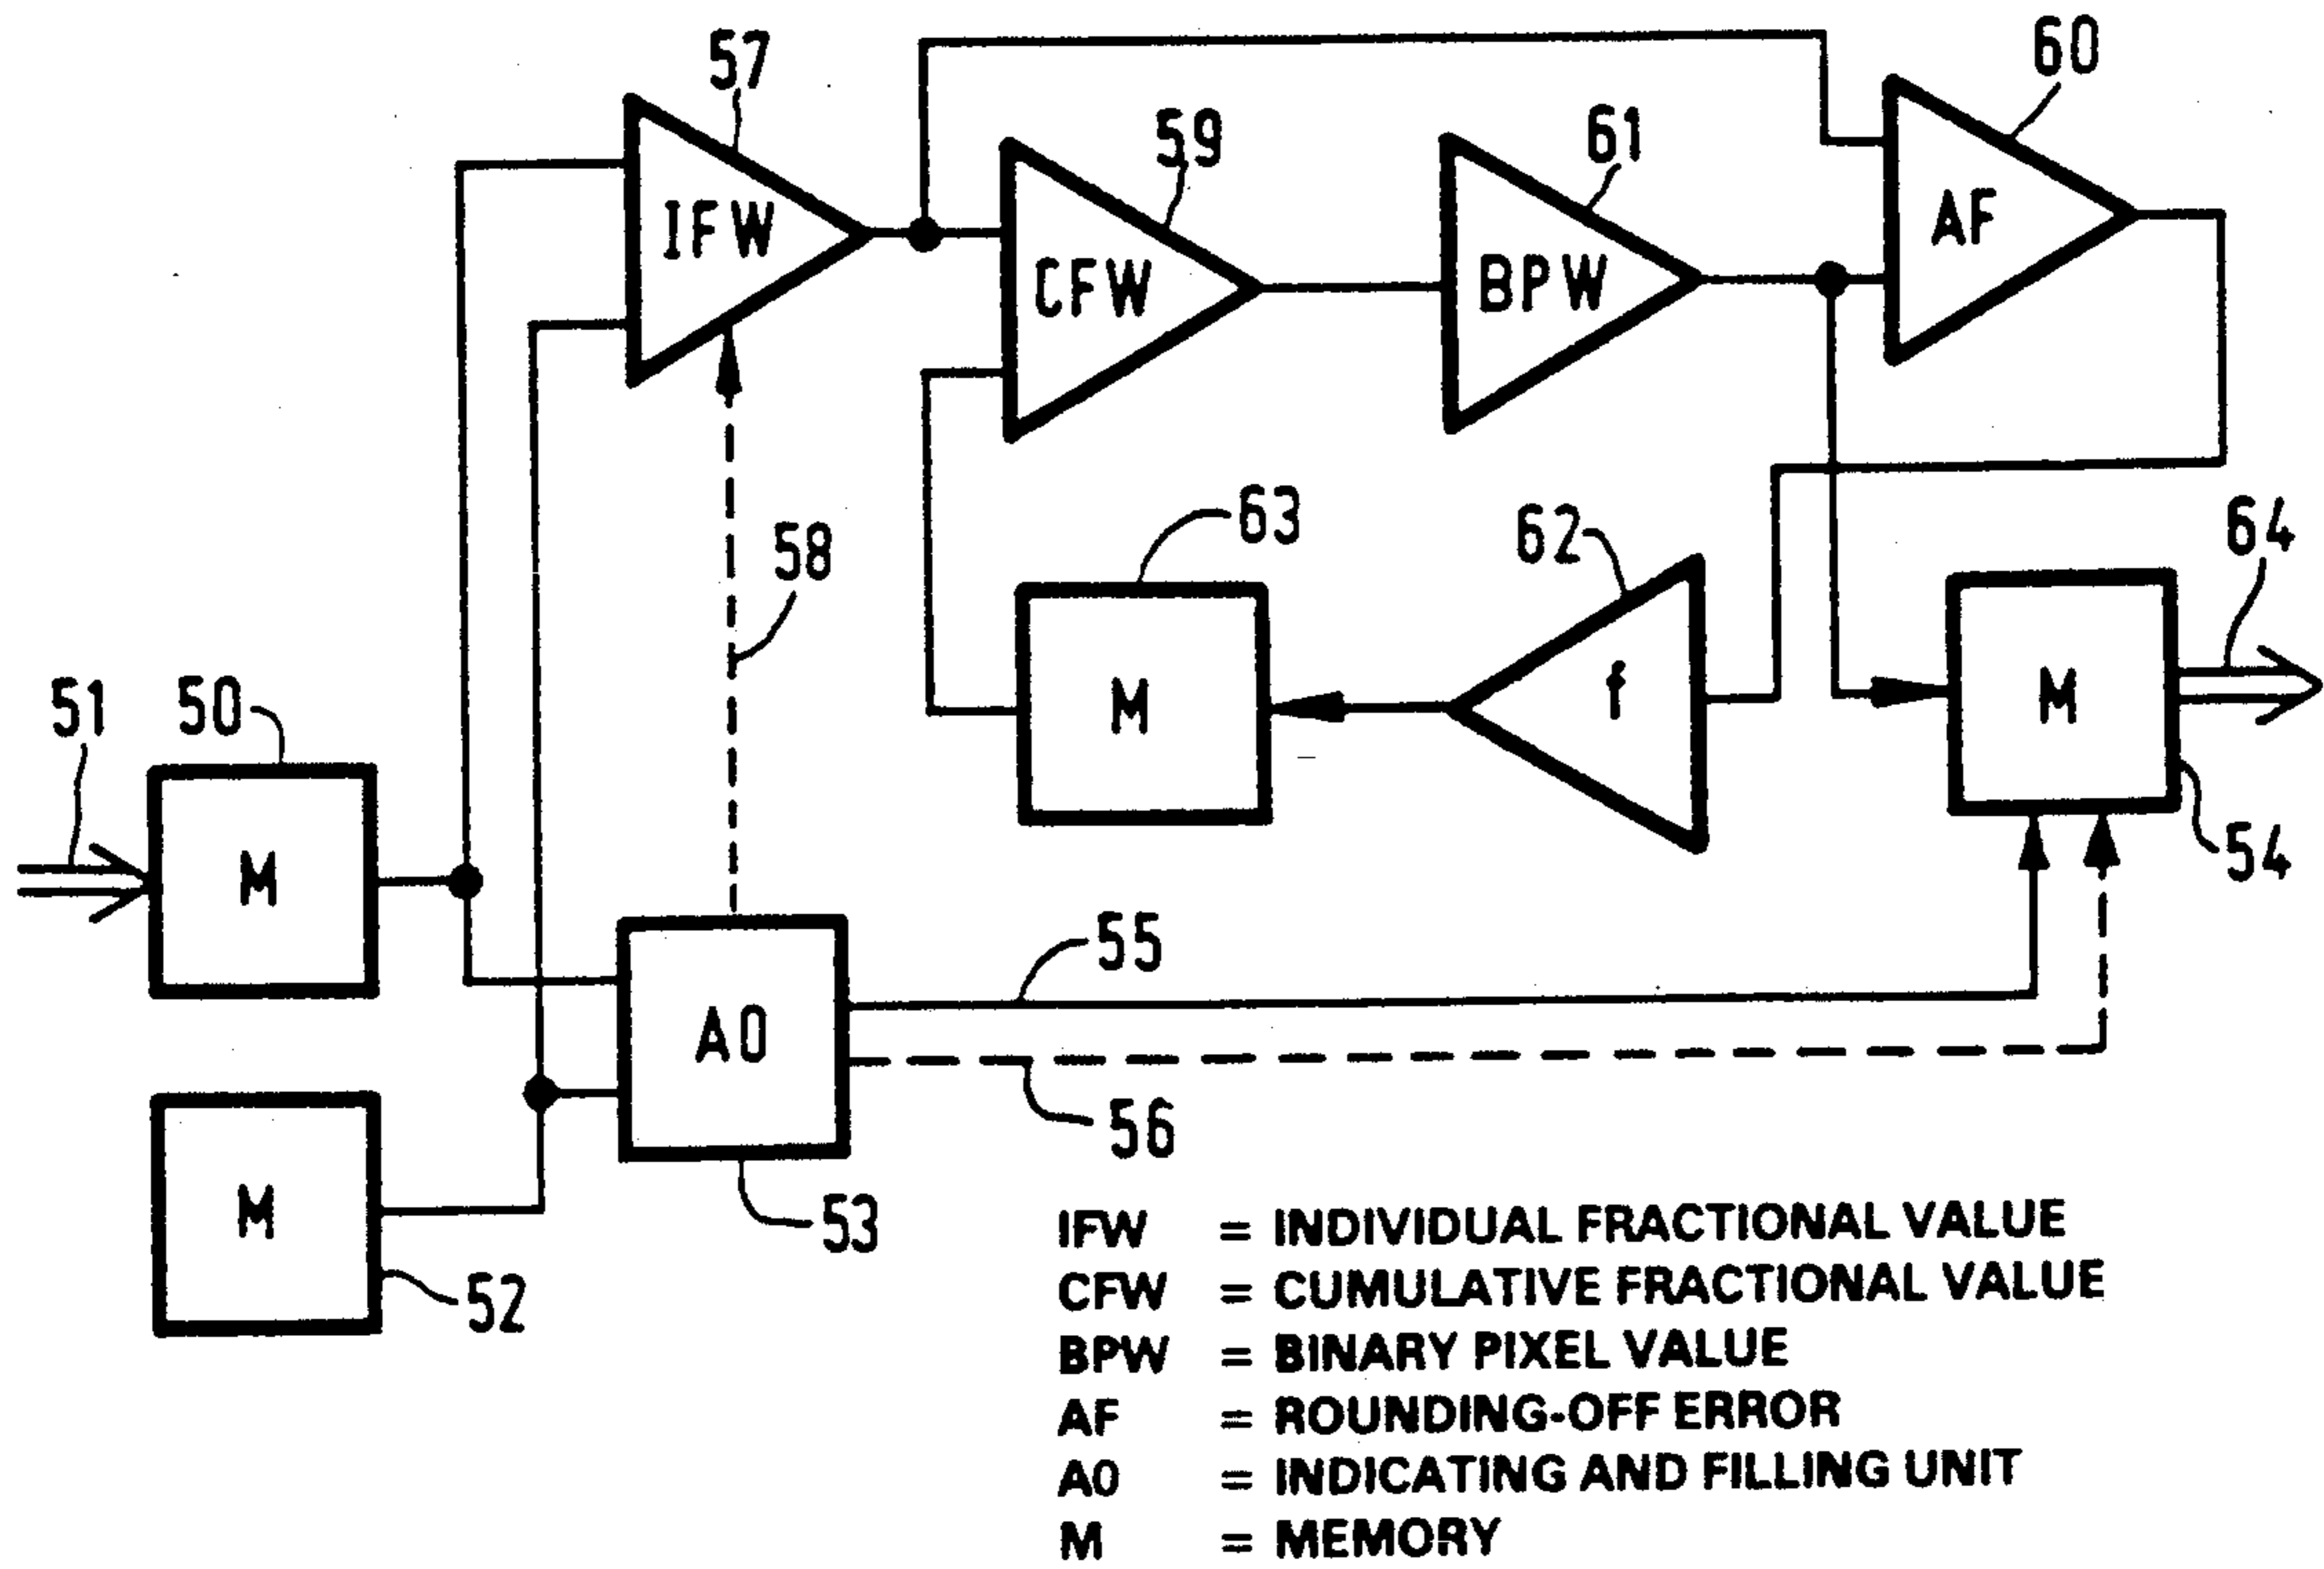 57
60
59
61
IFW
AF
CFW
BPW
63
62
64
58
51
50
f
M
M
M
54
55
A0
56
M
53
52
IFW = INDIVIDUAL FRACTIONAL VALUE
CFW = CUMULATIVE FRACTIONAL VALUE
BPW = BINARY PIXEL VALUE
AF = ROUNDING-OFF ERROR
A0 = INDICATING AND FILLING UNIT
M = MEMORY